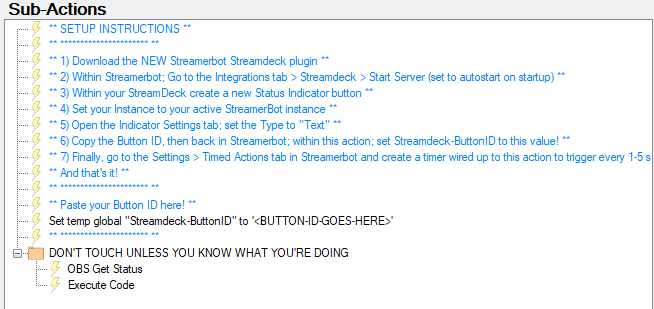 Sub-Actions
** SETUP INSTRUCTIONS **
** ********************** **
** 1) Download the NEW Streamerbot Streamdeck plugin **
** 2) Within Streamerbot; Go to the Integrations tab > Streamdeck > Start Server (set to autostart on startup) **
** 3) Within your StreamDeck create a new Status Indicator button **
** 4) Set your Instance to your active StreamerBot instance **
** 5) Open the Indicator Settings tab; set the Type to "Text" **
** 6) Copy the Button ID, then back in Streamerbot; within this action; set Streamdeck-ButtonID to this value! **
** 7) Finally, go to the Settings > Timed Actions tab in Streamerbot and create a timer wired up to this action to trigger every 1-5 s
** And that's it! **
** ********************** **
** Paste your Button ID here! **
Set temp global "Streamdeck-ButtonID" to '<BUTTON-ID-GOES-HERE>'
** ********************** **
DON'T TOUCH UNLESS YOU KNOW WHAT YOU'RE DOING
OBS Get Status
Execute Code